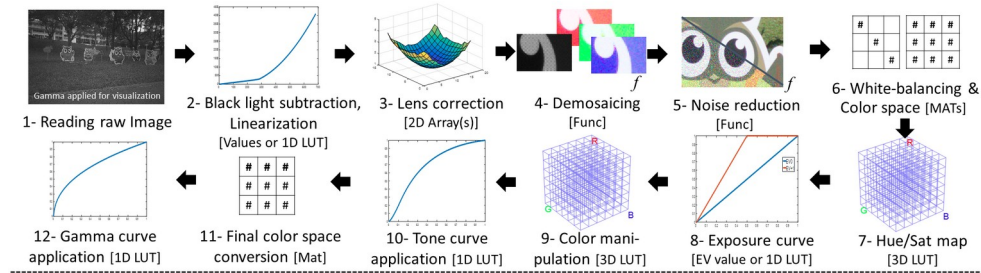 Gamma applied for visualization
1- Reading raw Image
2- Black light subtraction,
Linearization
[Values or 1D LUT]
3- Lens correction
[2D Array(s)]
f
4- Demosaicing
[Func]
f
5- Noise reduction
[Func]
#
#
#
# # #
# # #
# # #
6- White-balancing &
Color space [MATs]
12- Gamma curve
application [1D LUT]
# # #
# # #
# # #
11- Final color space
conversion [Mat]
10- Tone curve
application [1D LUT]
R
G
B
9- Color mani-
pulation [3D LUT]
8- Exposure curve
[EV value or 1D LUT]
R
G
B
7- Hue/Sat map
[3D LUT]